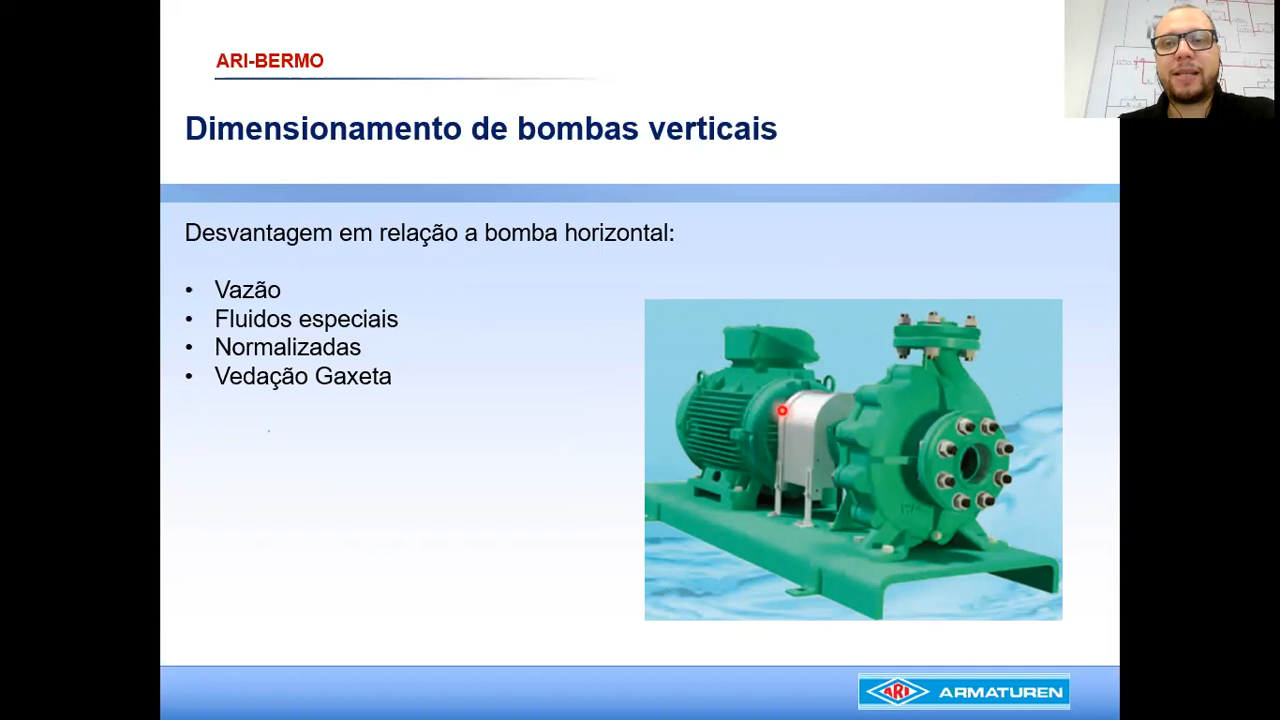 ARI-BERMO
Dimensionamento de bombas verticais
Desvantagem em relação a bomba horizontal:
• Vazão
• Fluidos especiais
• Normalizadas
• Vedação Gaxeta
ARI ARMATUREN